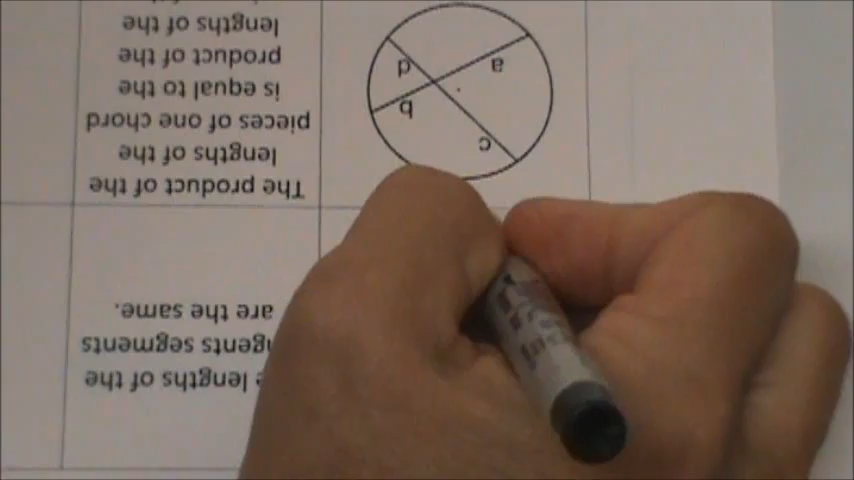 lengths of the
segments
are the same.
The product of the
lengths of the
pieces of one chord
is equal to the
product of the
lengths of the
c
b
a
d